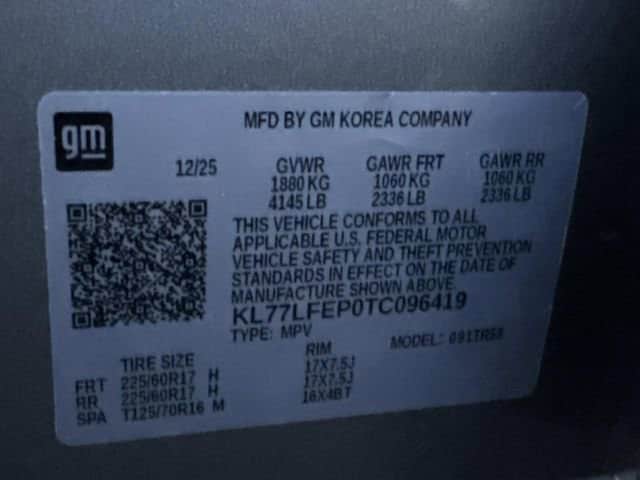 gm
MFD BY GM KOREA COMPANY
12/25 GVWR GAWR FRT GAWR RR
1880 KG 1060 KG 1060 KG
4145 LB 2336 LB 2336 LB
THIS VEHICLE CONFORMS TO ALL
APPLICABLE U.S. FEDERAL MOTOR
VEHICLE SAFETY AND THEFT PREVENTION
STANDARDS IN EFFECT ON THE DATE OF
MANUFACTURE SHOWN ABOVE.
KL77LFEP0TC096419
TYPE: MPV MODEL:
TIRE SIZE RIM
FRT 225/60R17 H 17X7.5J
RR 225/60R17 H 17X7.5J
SPA T125/70R16 M 16X4BT